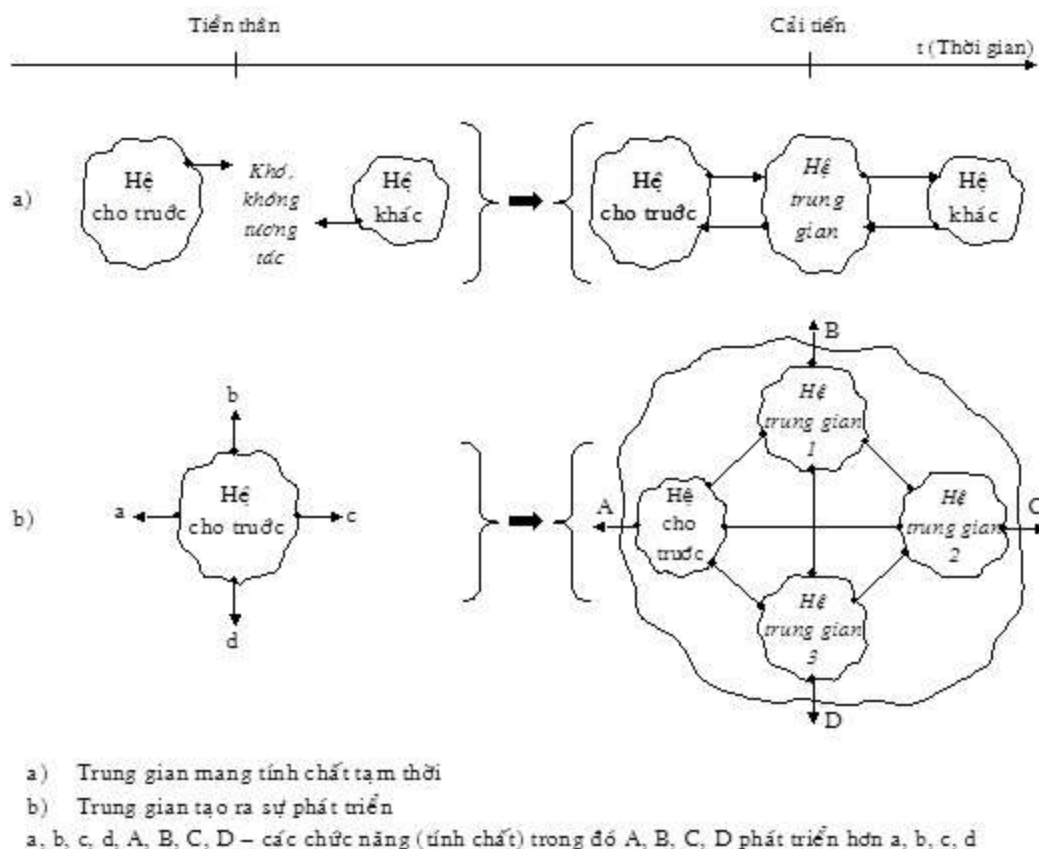 Tiền thân
Cải tiến
t (Thời gian)
a)
Hệ
cho trước
Khó,
không
tương
tác
Hệ
khác
Hệ
cho trước
Hệ
trung
gian
Hệ
khác
b)
b
a
Hệ
cho trước
c
d
B
Hệ
trung gian
1
A
Hệ
cho
trước
Hệ
trung gian
2
C
Hệ
trung gian
3
D
a) Trung gian mang tính chất tạm thời
b) Trung gian tạo ra sự phát triển
a, b, c, d, A, B, C, D – các chức năng (tính chất) trong đó A, B, C, D phát triển hơn a, b, c, d